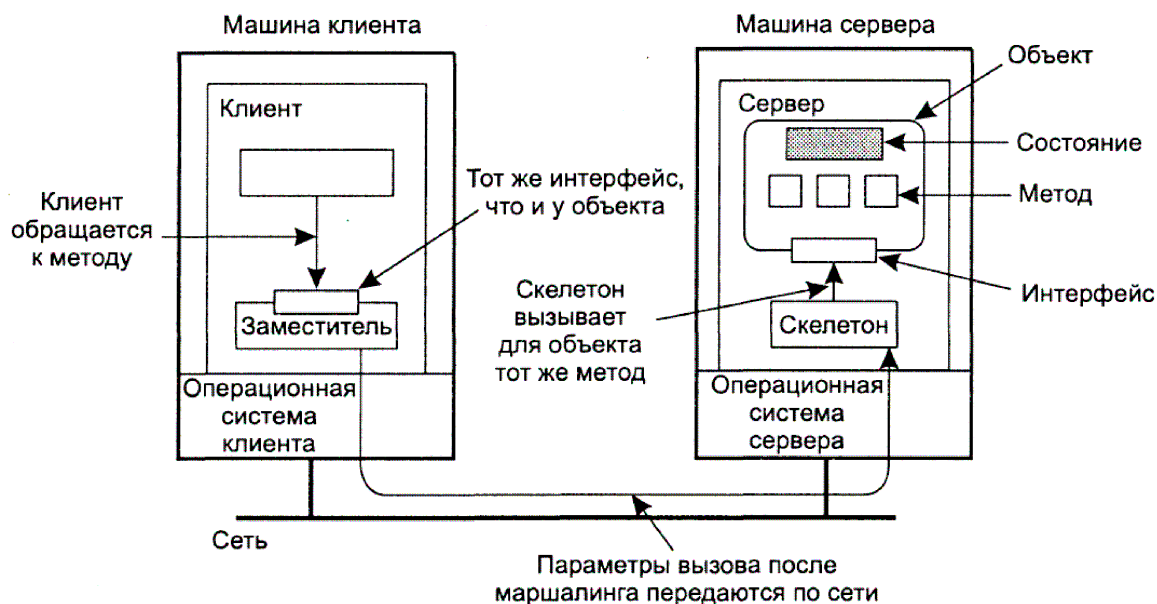 Машина клиента
Машина сервера
Объект
Клиент
Сервер
Состояние
Метод
Тот же интерфейс,
что и у объекта
Клиент
обращается
к методу
Интерфейс
Скелетон
вызывает
для объекта
тот же метод
Заместитель
Скелетон
Операционная
система
клиента
Операционная
система
сервера
Сеть
Параметры вызова после
маршалинга передаются по сети